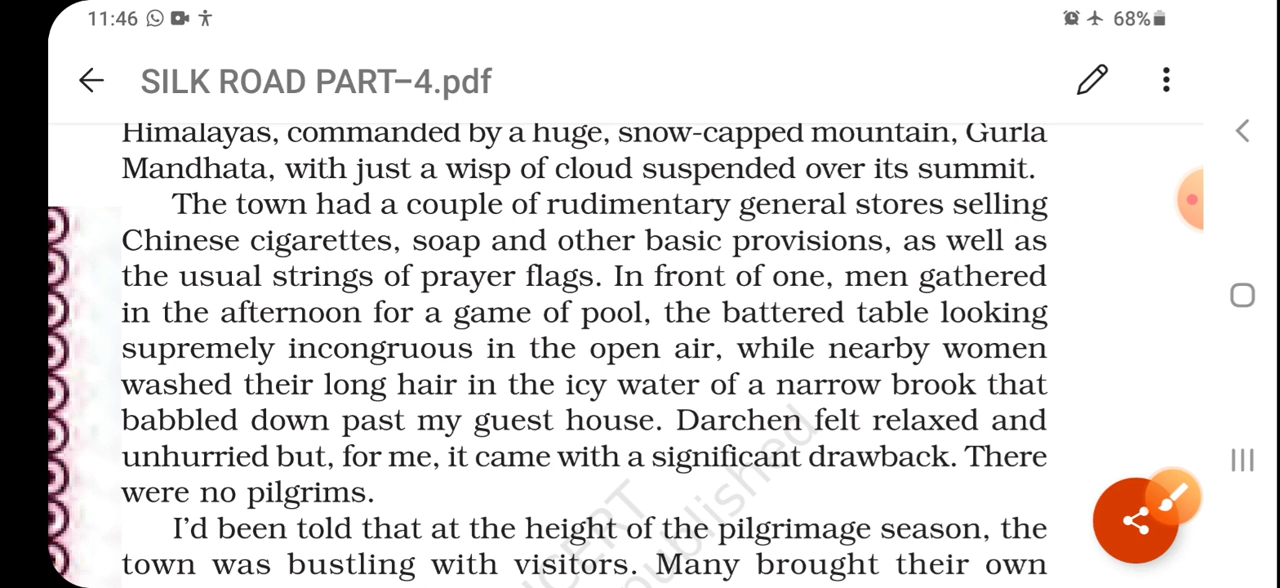 11:46
68%
SILK ROAD PART–4.pdf
Himalayas, commanded by a huge, snow-capped mountain, Gurla
Mandhata, with just a wisp of cloud suspended over its summit.
The town had a couple of rudimentary general stores selling
Chinese cigarettes, soap and other basic provisions, as well as
the usual strings of prayer flags. In front of one, men gathered
in the afternoon for a game of pool, the battered table looking
supremely incongruous in the open air, while nearby women
washed their long hair in the icy water of a narrow brook that
babbled down past my guest house. Darchen felt relaxed and
unhurried but, for me, it came with a significant drawback. There
were no pilgrims.
I’d been told that at the height of the pilgrimage season, the
town was bustling with visitors. Many brought their own
published